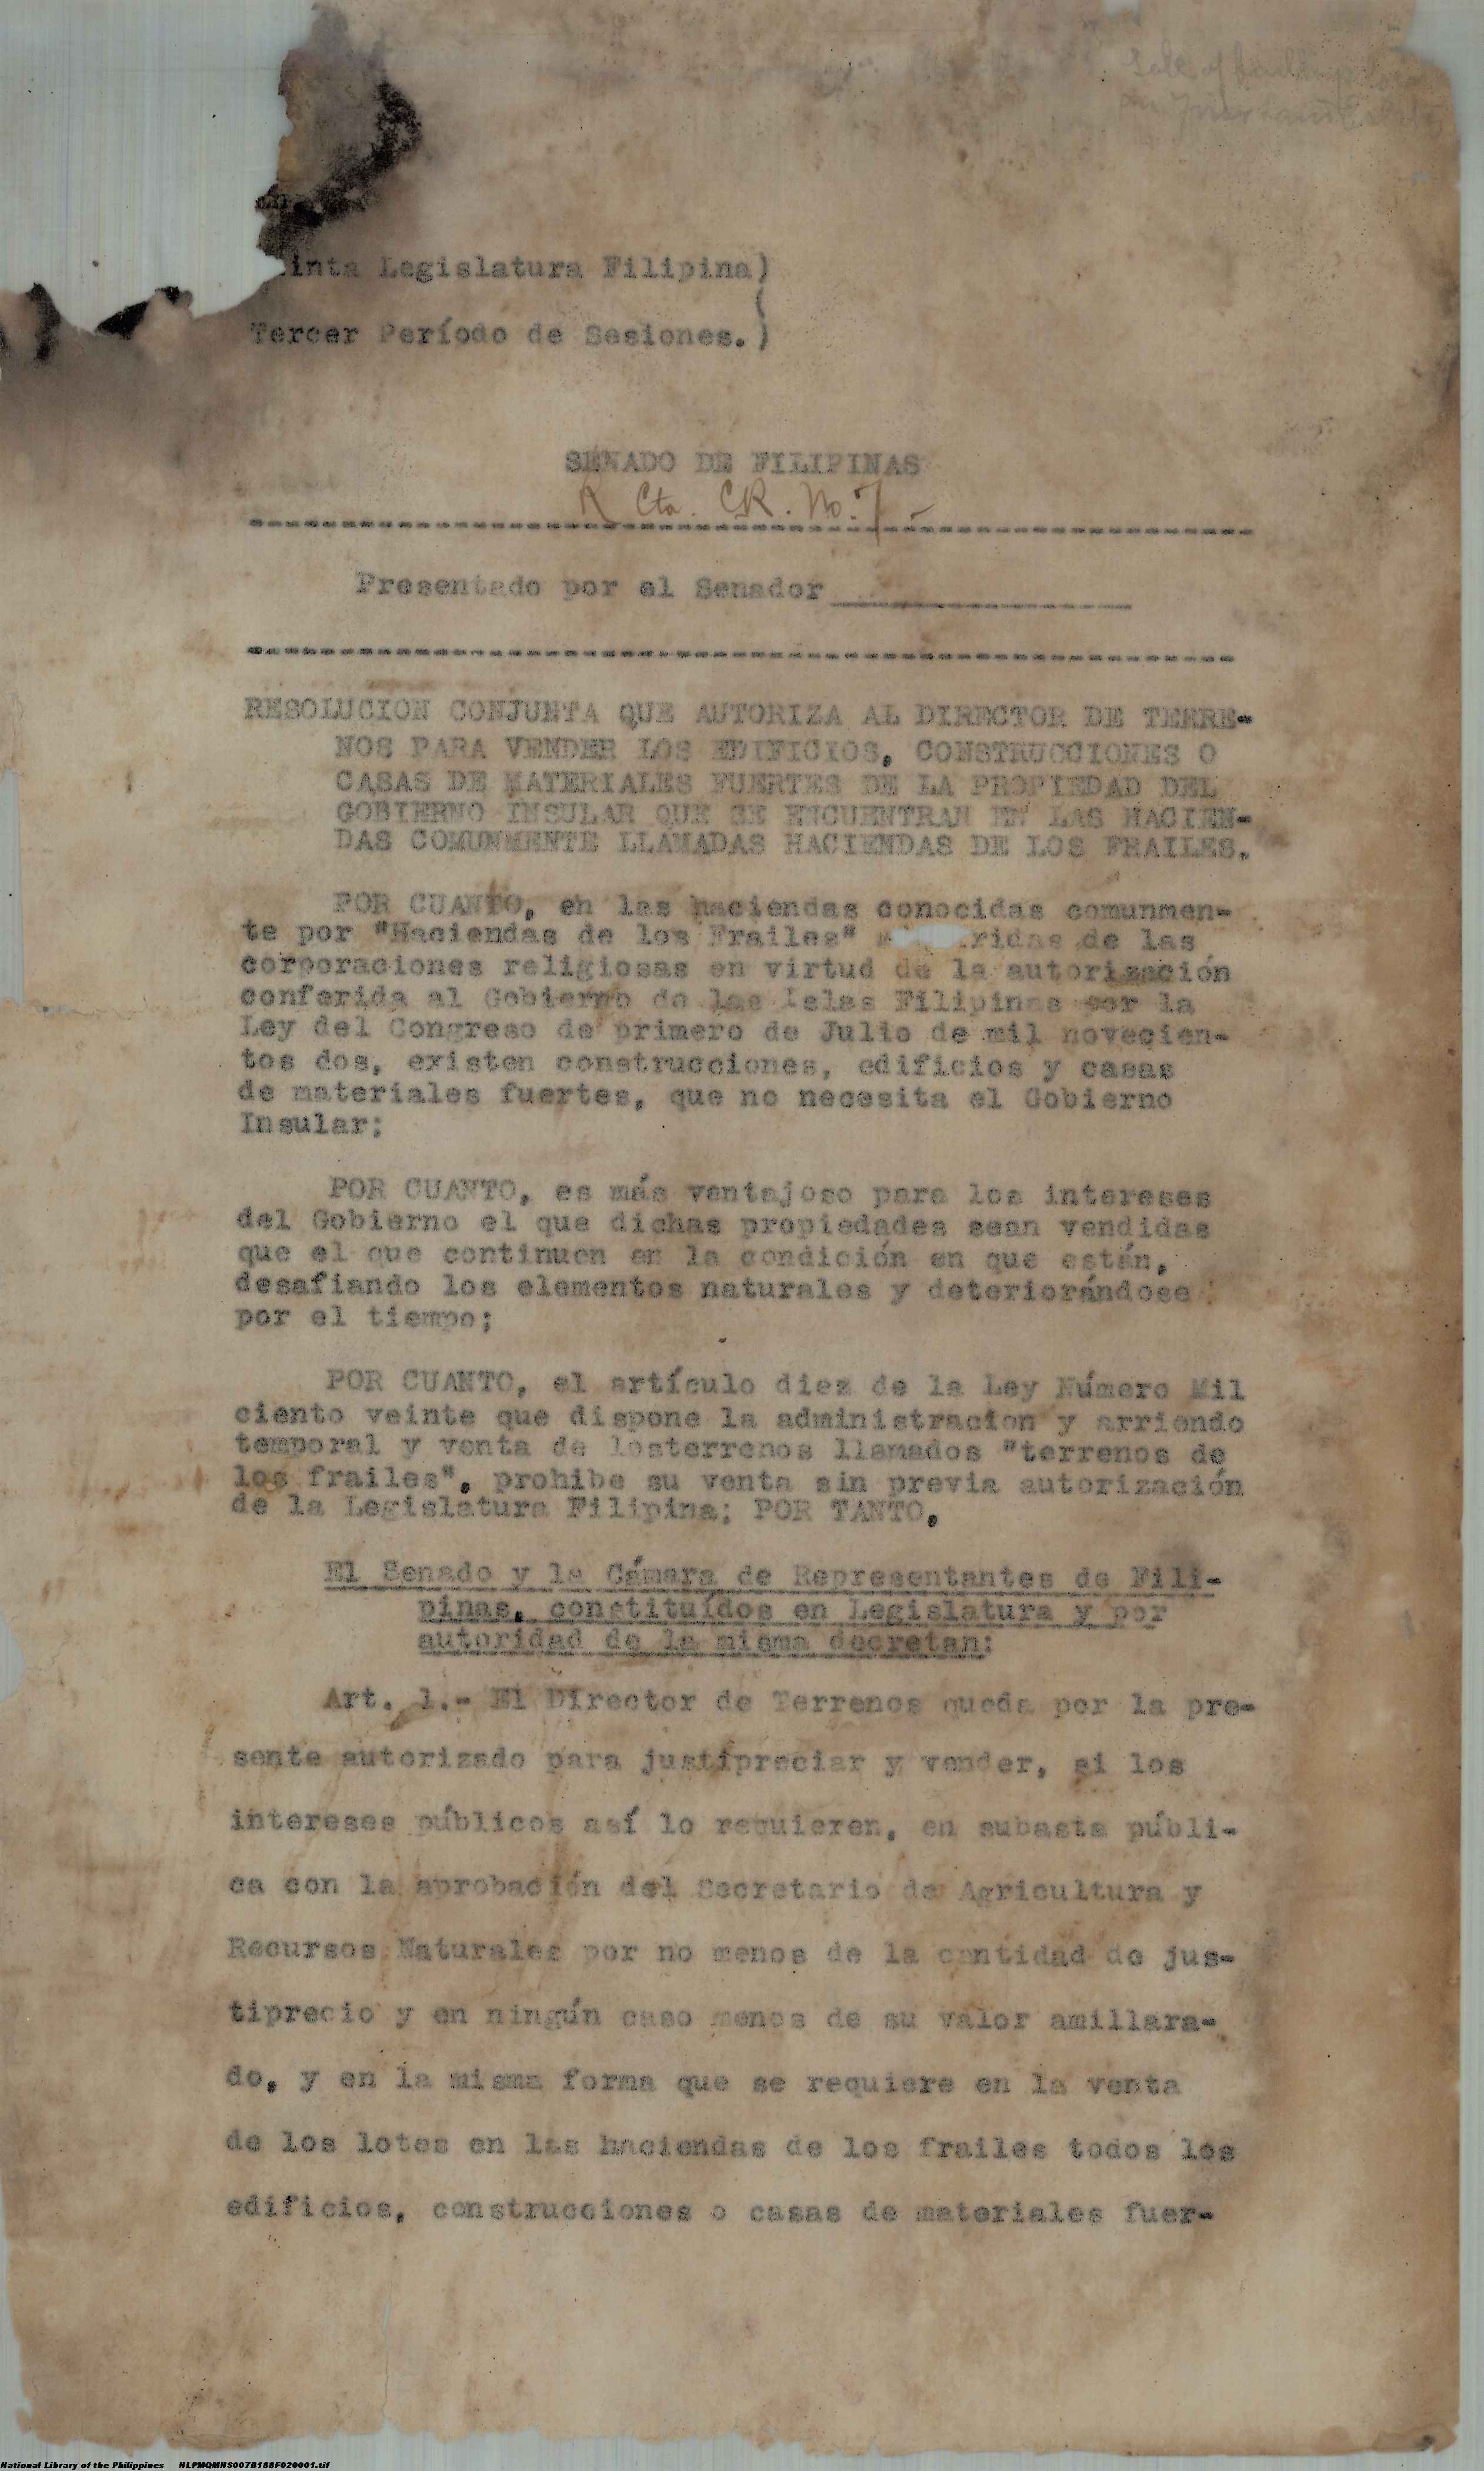 Sale of buildings
on Friar Land Estates
inta Legislatura Filipina)
(
Tercer Período de Sesiones.)
SENADO DE FILIPINAS
R Cta. CR. No. 7 -
Presentado por el Senador
RESOLUCION CONJUNTA QUE AUTORIZA AL DIRECTOR DE TERRE-
NOS PARA VENDER LOS EDIFICIOS, CONSTRUCCIONES O
CASAS DE MATERIALES FUERTES DE LA PROPIEDAD DEL
GOBIERNO INSULAR QUE SE ENCUENTRAN EN LAS HACIEN-
DAS COMUNMENTE LLAMADAS HACIENDAS DE LOS FRAILES.
POR CUANTO, en las haciendas conocidas comunmen-
te por "Haciendas de los Frailes" ridas de las
corporaciones religiosas en virtud de la autorización
conferida al Gobierno de las Islas Filipinas por la
Ley del Congreso de primero de Julio de mil novecien-
tos dos, existen construcciones, edificios y casas
de materiales fuertes, que no necesita el Gobierno
Insular;
POR CUANTO, es más ventajoso para los intereses
del Gobierno el que dichas propiedades sean vendidas
que el que continuen en la condición en que están,
desafiando los elementos naturales y deteriorándose
por el tiempo;
POR CUANTO, el artículo diez de la Ley Número Mil
ciento veinte que dispone la administracion y arriendo
temporal y venta de losterrenos llamados "terrenos de
los frailes", prohibe su venta sin previa autorización
de la Legislatura Filipina; POR TANTO,
El Senado y la Cámara de Representantes de Fili-
pinas, constituídos en Legislatura y por
autoridad de la misma decretan:
Art. 1.- El Director de Terrenos queda por la pre-
sente autorizado para justipreciar y vender, si los
intereses públicos así lo requieren, en subasta públi-
ca con la aprobación del Secretario de Agricultura y
Recursos Naturales por no menos de la cantidad de jus-
tiprecio y en ningún caso menos de su valor amillara-
do, y en la misma forma que se requiere en la venta
de los lotes en las haciendas de los frailes todos los
edificios, construcciones o casas de materiales fuer-
National Library of the Philippines NLPMQMNS007B188F020001.tif